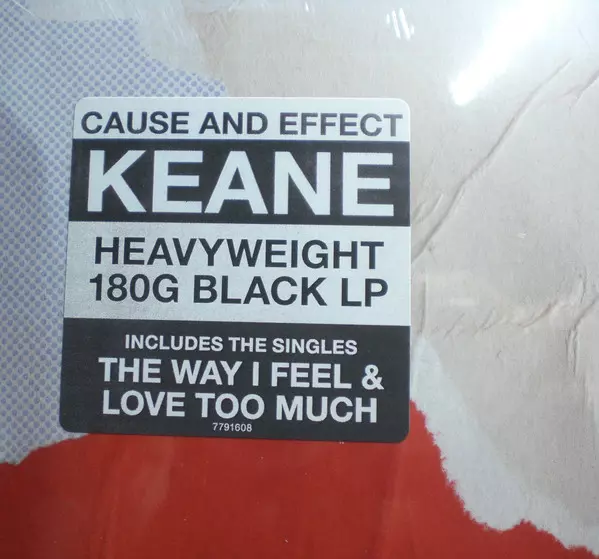 CAUSE AND EFFECT
KEANE
HEAVYWEIGHT
180G BLACK LP
INCLUDES THE SINGLES
THE WAY I FEEL &
LOVE TOO MUCH
7791608